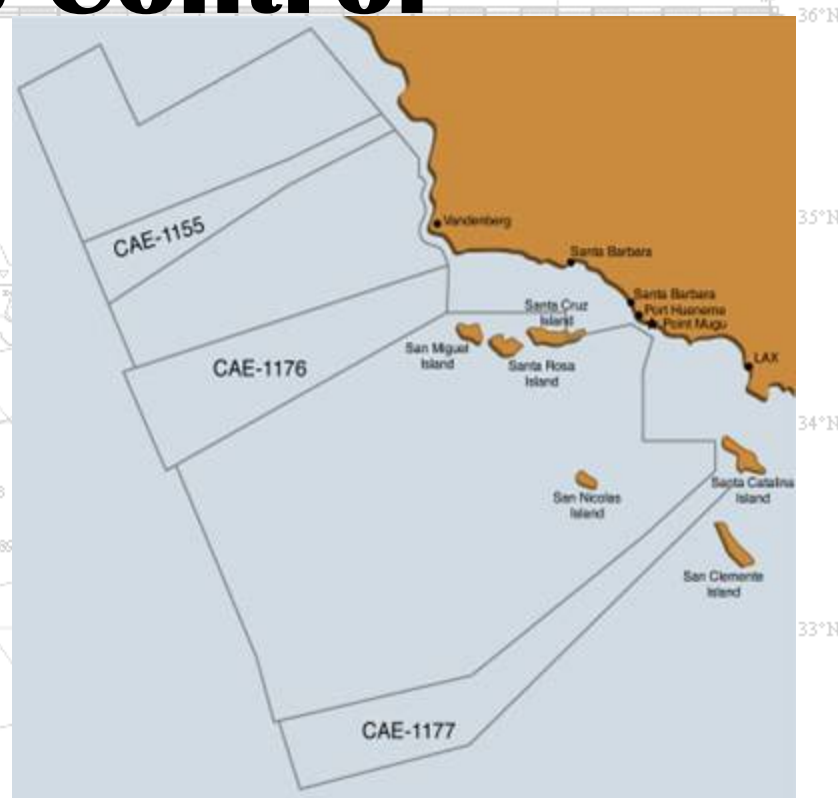 Control
36°N
35°N
CAE-1155
Vandenberg
Santa Barbara
Santa Barbara
Port Hueneme
Point Mugu
Santa Cruz
Island
San Miguel
Island
Santa Rosa
Island
LAX
CAE-1176
34°N
Santa Catalina
Island
San Nicolas
Island
San Clemente
Island
33°N
CAE-1177